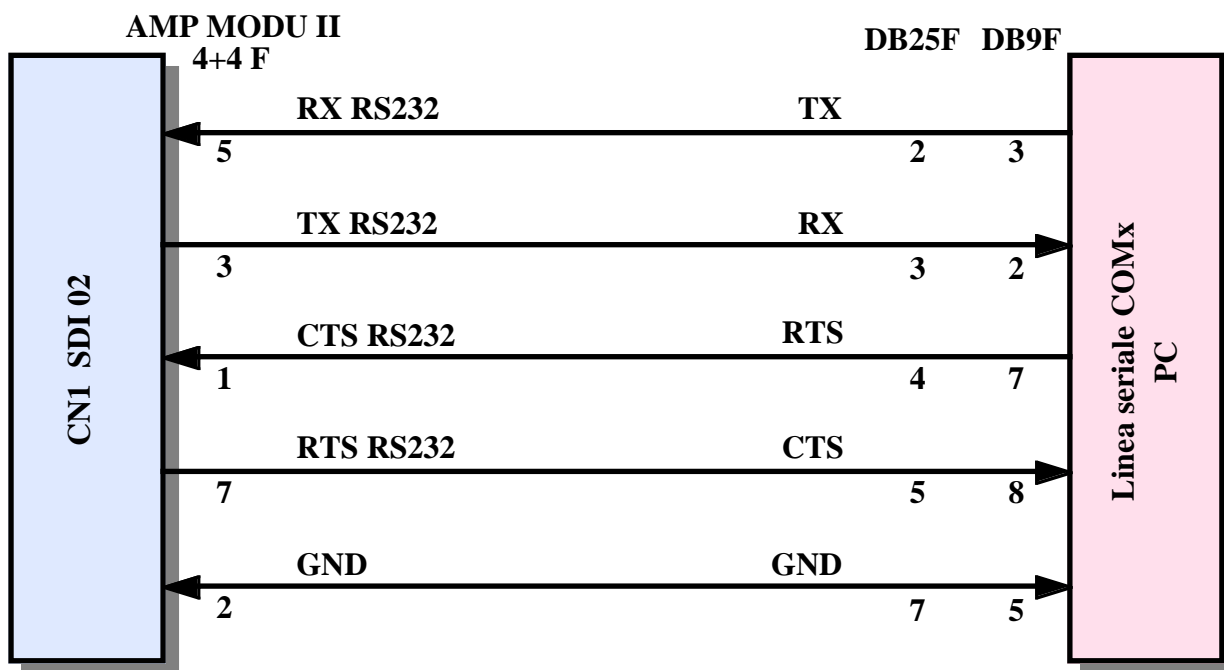 AMP MODU II
4+4 F
DB25F DB9F
RX RS232 TX
5 2 3
TX RS232 RX
3 3 2
CTS RS232 RTS
1 4 7
RTS RS232 CTS
7 5 8
GND GND
2 7 5
CN1 SDI 02
Linea seriale COMx
PC